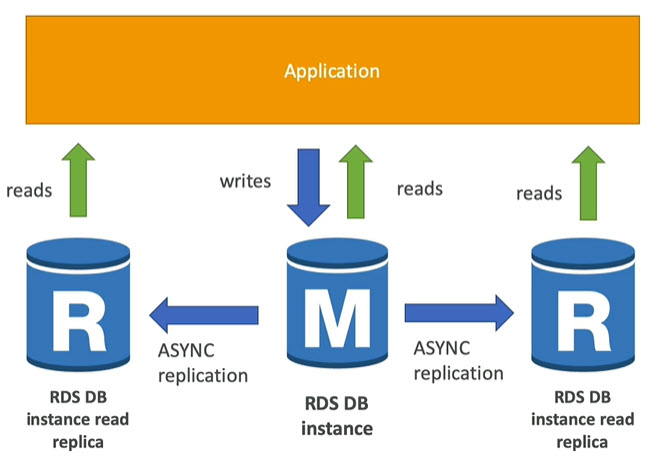 Application
reads
writes
reads
reads
R
M
R
ASYNC
replication
ASYNC
replication
RDS DB
instance read
replica
RDS DB
instance
RDS DB
instance read
replica